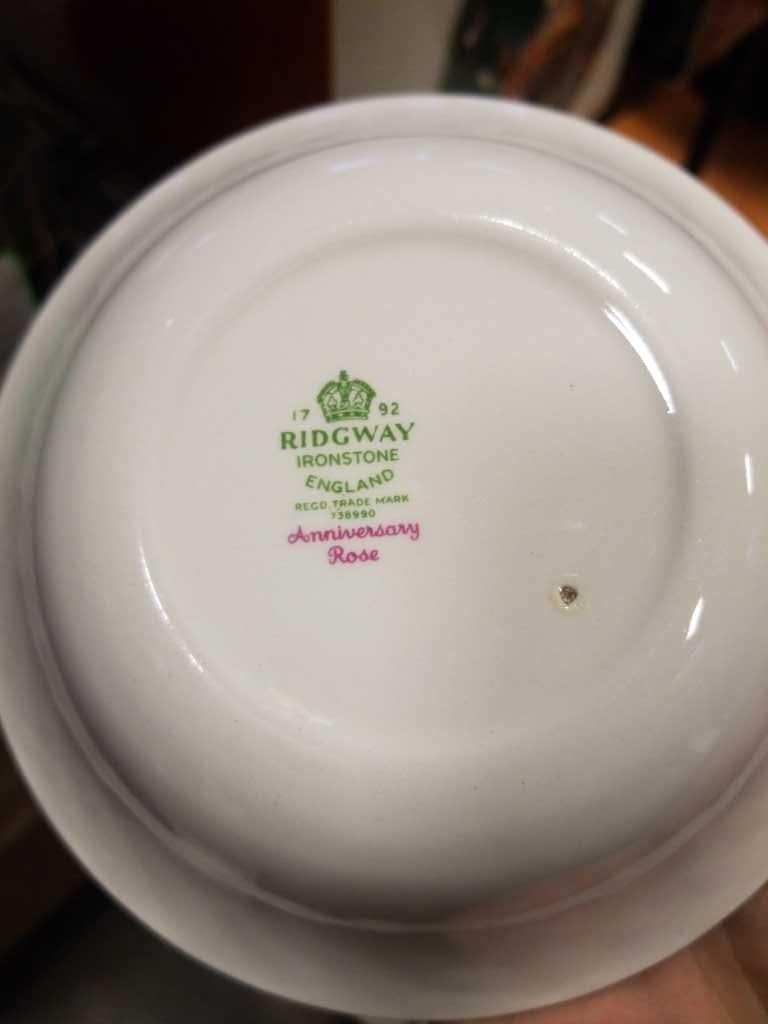 17 92
RIDGWAY
IRONSTONE
ENGLAND
REGD. TRADE MARK
738990
Anniversary
Rose